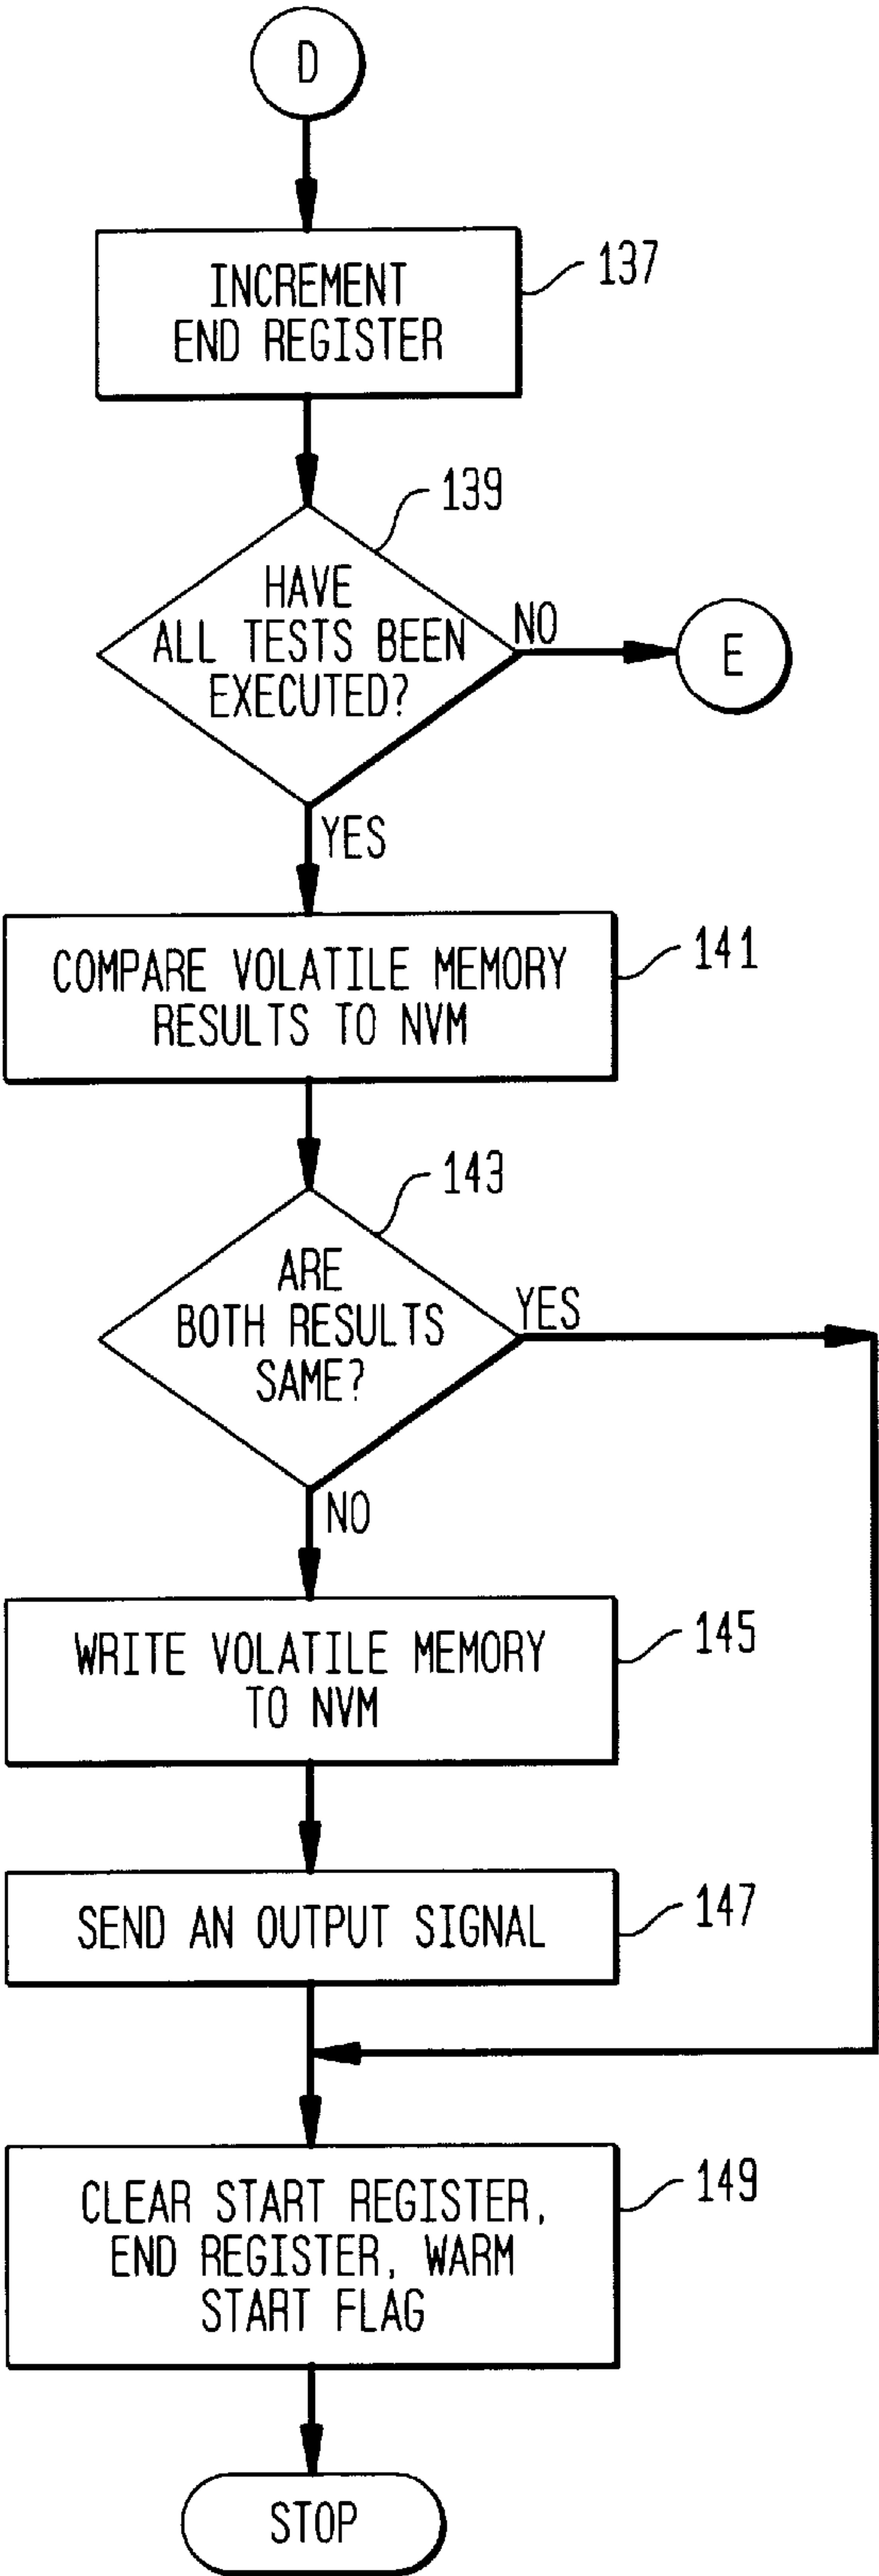 D
INCREMENT
END REGISTER
137
139
HAVE
ALL TESTS BEEN
EXECUTED?
NO
E
YES
COMPARE VOLATILE MEMORY
RESULTS TO NVM
141
143
ARE
BOTH RESULTS
SAME?
YES
NO
WRITE VOLATILE MEMORY
TO NVM
145
SEND AN OUTPUT SIGNAL
147
CLEAR START REGISTER,
END REGISTER, WARM
START FLAG
149
STOP